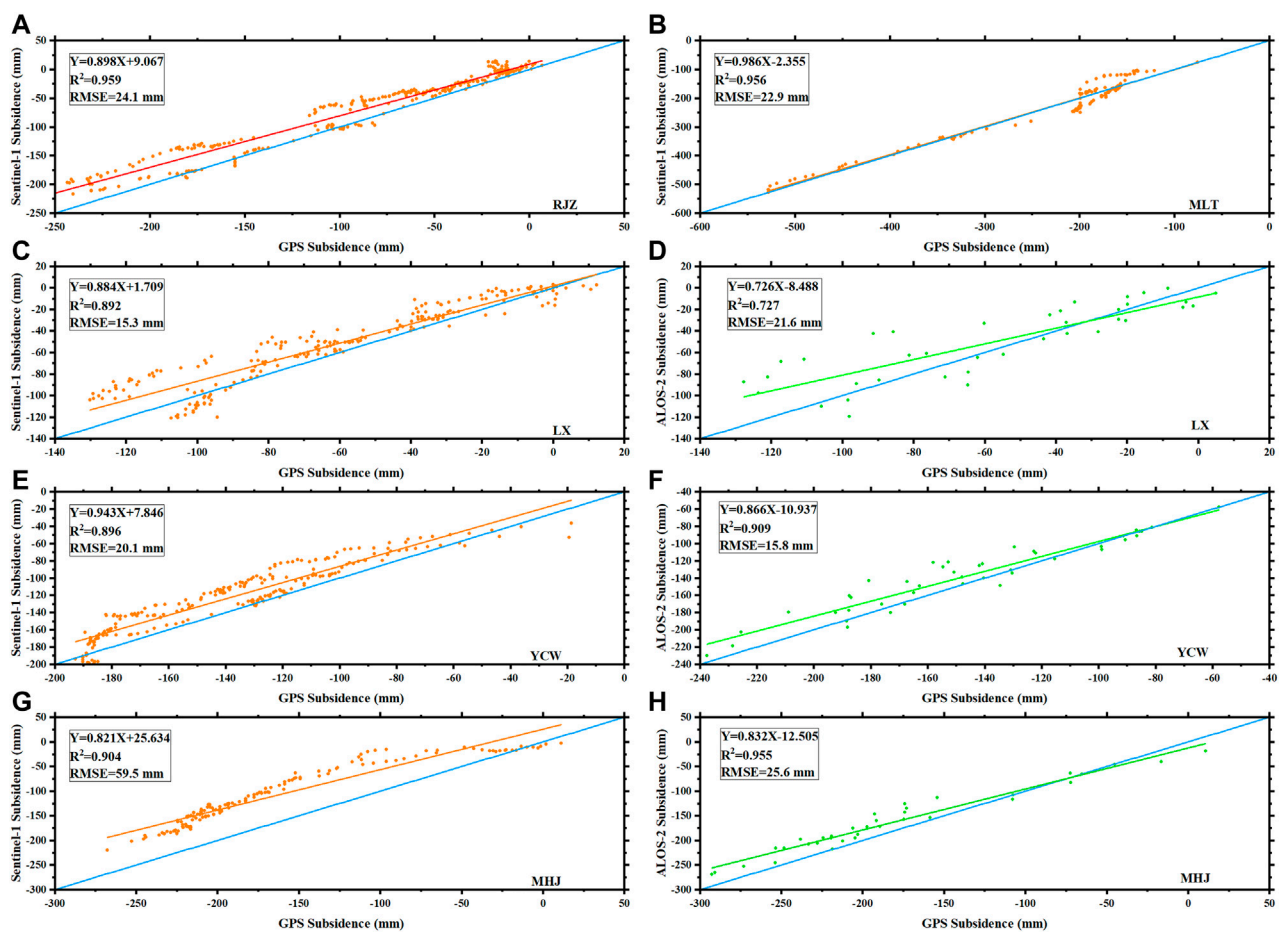 A
Sentinel-1 Subsidence (mm)
50
0
-50
-100
-150
-200
-250
Y=0.898X+9.067
R²=0.959
RMSE=24.1 mm
RJZ
-250 -200 -150 -100 -50 0 50
GPS Subsidence (mm)
B
Sentinel-1 Subsidence (mm)
100
0
-100
-200
-300
-400
-500
-600
Y=0.986X-2.355
R²=0.956
RMSE=22.9 mm
MLT
-600 -500 -400 -300 -200 -100 0
GPS Subsidence (mm)
C
Sentinel-1 Subsidence (mm)
20
0
-20
-40
-60
-80
-100
-120
-140
Y=0.884X+1.709
R²=0.892
RMSE=15.3 mm
LX
-140 -120 -100 -80 -60 -40 -20 0 20
GPS Subsidence (mm)
D
ALOS-2 Subsidence (mm)
20
0
-20
-40
-60
-80
-100
-120
-140
Y=0.726X-8.488
R²=0.727
RMSE=21.6 mm
LX
-140 -120 -100 -80 -60 -40 -20 0 20
GPS Subsidence (mm)
E
Sentinel-1 Subsidence (mm)
0
-20
-40
-60
-80
-100
-120
-140
-160
-180
-200
Y=0.943X+7.846
R²=0.896
RMSE=20.1 mm
YCW
-200 -180 -160 -140 -120 -100 -80 -60 -40 -20 0
GPS Subsidence (mm)
F
ALOS-2 Subsidence (mm)
-40
-60
-80
-100
-120
-140
-160
-180
-200
-220
-240
Y=0.866X-10.937
R²=0.909
RMSE=15.8 mm
YCW
-240 -220 -200 -180 -160 -140 -120 -100 -80 -60 -40
GPS Subsidence (mm)
G
Sentinel-1 Subsidence (mm)
50
0
-50
-100
-150
-200
-250
-300
Y=0.821X+25.634
R²=0.904
RMSE=59.5 mm
MHJ
-300 -250 -200 -150 -100 -50 0 50
GPS Subsidence (mm)
H
ALOS-2 Subsidence (mm)
50
0
-50
-100
-150
-200
-250
-300
Y=0.832X-12.505
R²=0.955
RMSE=25.6 mm
MHJ
-300 -250 -200 -150 -100 -50 0 50
GPS Subsidence (mm)